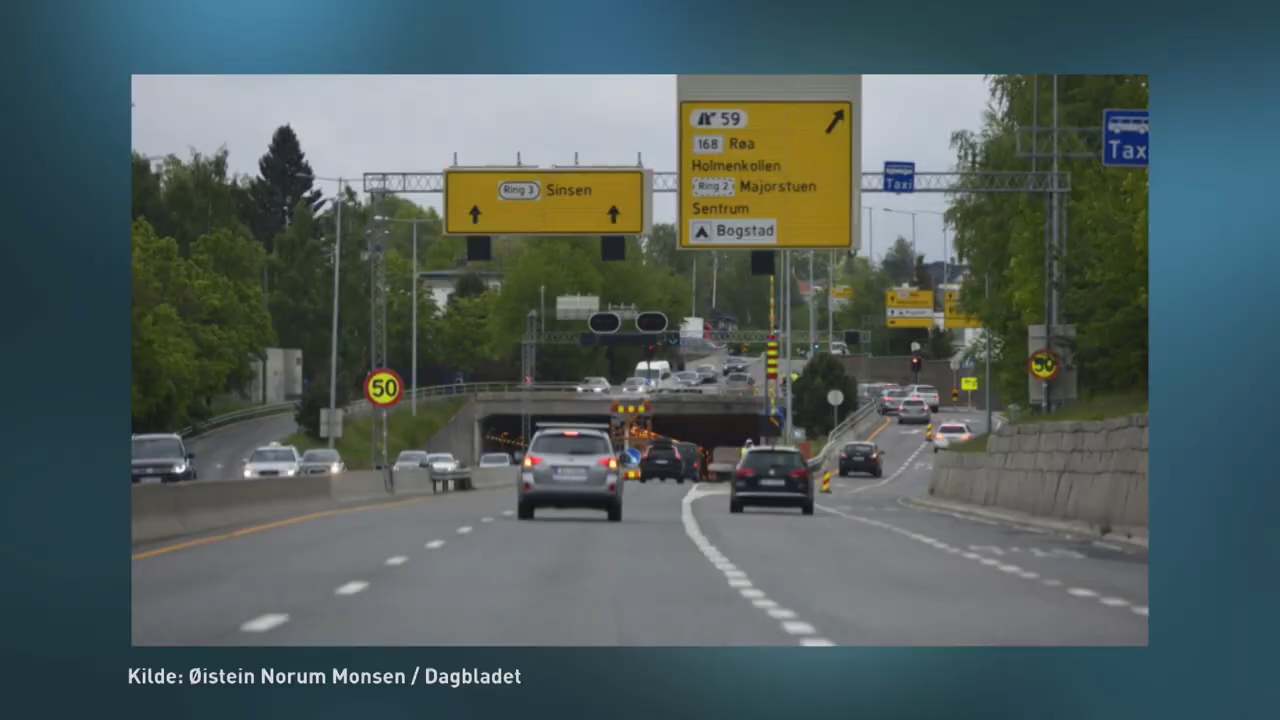 59
168 Røa
Holmenkollen
Ring 2 Majorstuen
Sentrum
Bogstad
Ring 3 Sinsen
Taxi
Tax
50
50
Kilde: Øistein Norum Monsen / Dagbladet